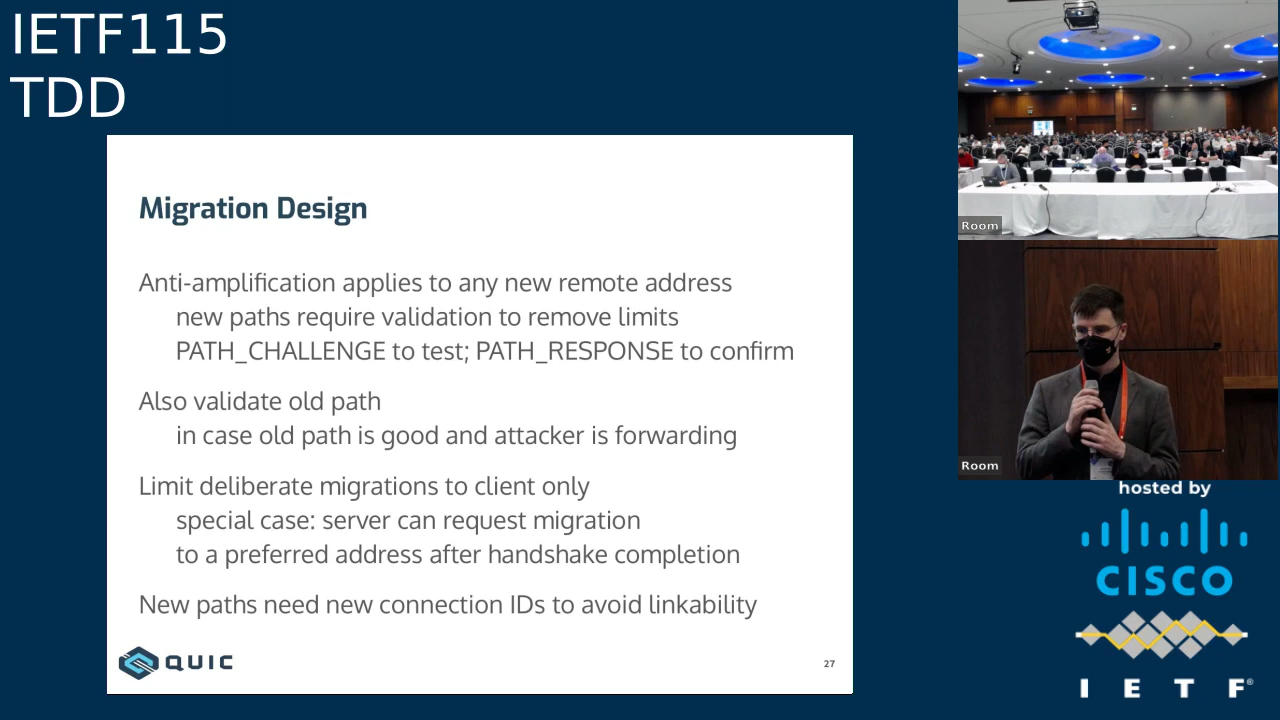 IETF115
TDD
Migration Design
Anti-amplification applies to any new remote address
new paths require validation to remove limits
PATH_CHALLENGE to test; PATH_RESPONSE to confirm
Also validate old path
in case old path is good and attacker is forwarding
Limit deliberate migrations to client only
special case: server can request migration
to a preferred address after handshake completion
New paths need new connection IDs to avoid linkability
QUIC
27
Room
Room
hosted by
CISCO
IETF®